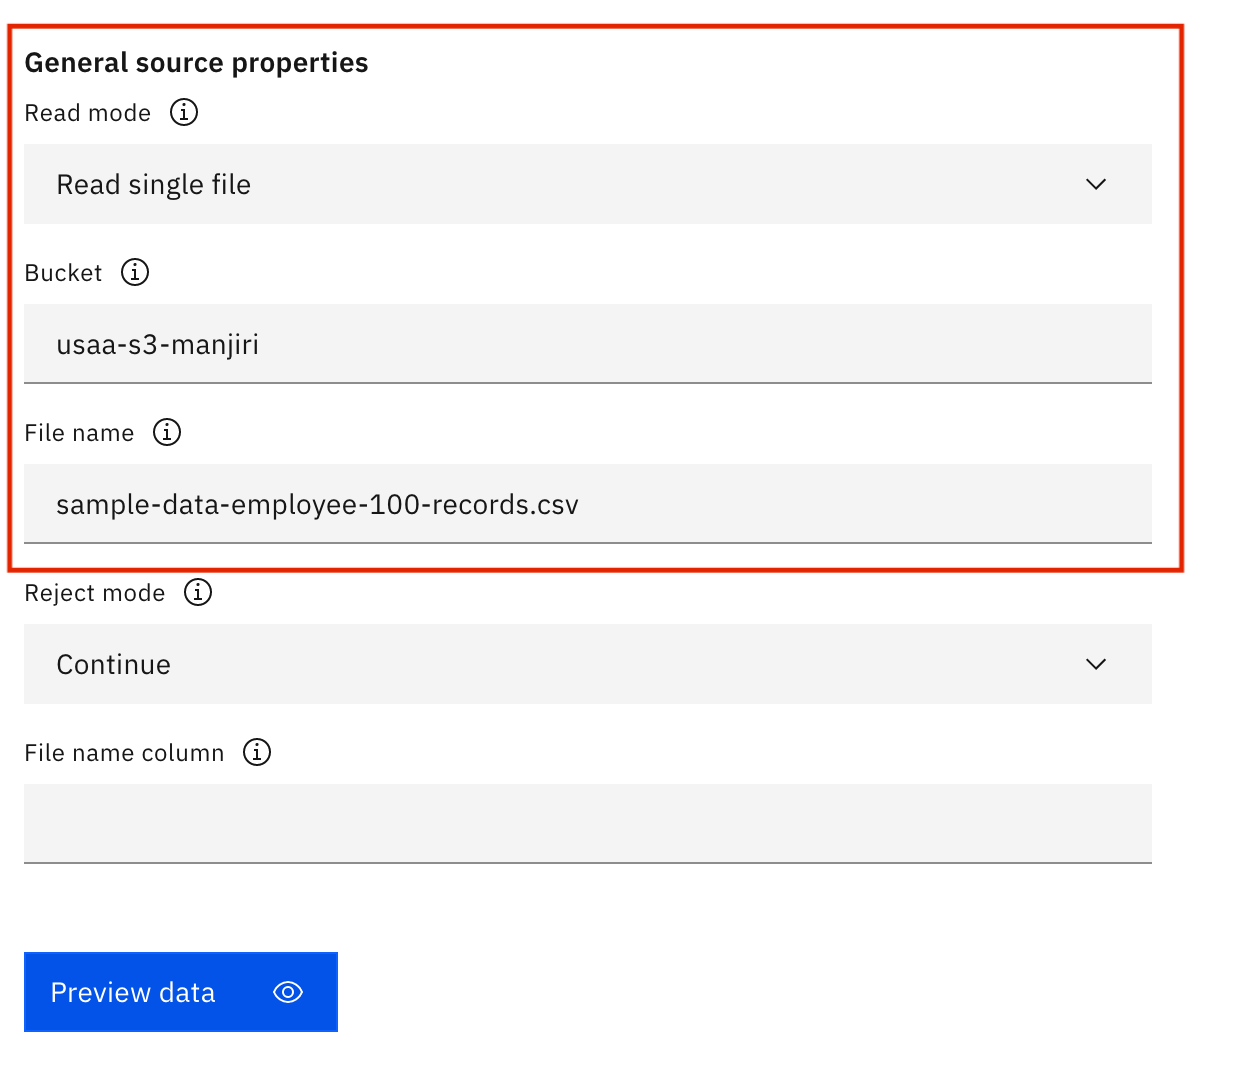 General source properties
Read mode
Read single file
Bucket
usaa-s3-manjiri
File name
sample-data-employee-100-records.csv
Reject mode
Continue
File name column
Preview data